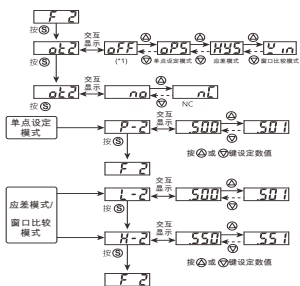 F 2
按Ⓢ
ot2 交互显示 oFF oPS HYS Yin
按Ⓢ (*1) 单点设定模式 应差模式 窗口比较模式
ot2 交互显示 no nC
按Ⓢ NC
单点设定模式 P-2 交互显示 .500 .501
按Ⓢ
F 2 按△或▽键设定数值
应差模式/窗口比较模式 L-2 交互显示 .500 .501
按Ⓢ
H-2 交互显示 .550 .551
按Ⓢ 按△或▽键设定数值
F 2